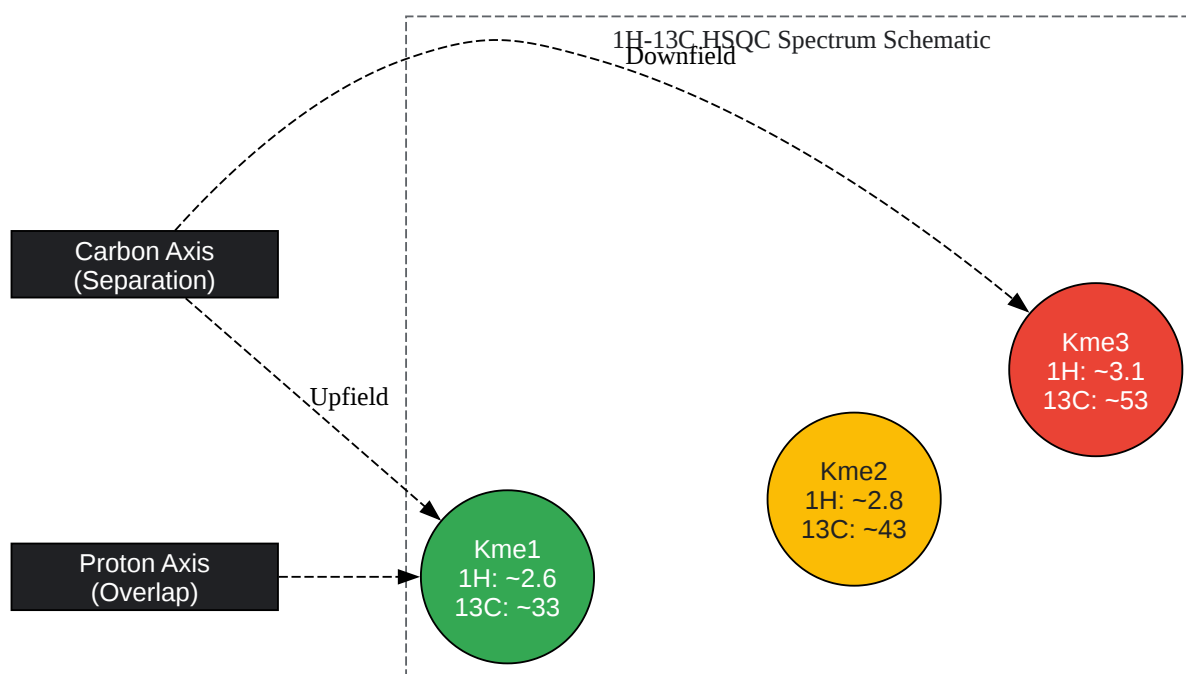 1H-13C HSQC Spectrum Schematic
Downfield
Carbon Axis
(Separation)
Kme3
1H: ~3.1
13C: ~53
Upfield
Kme2
1H: ~2.8
13C: ~43
Proton Axis
(Overlap)
Kme1
1H: ~2.6
13C: ~33